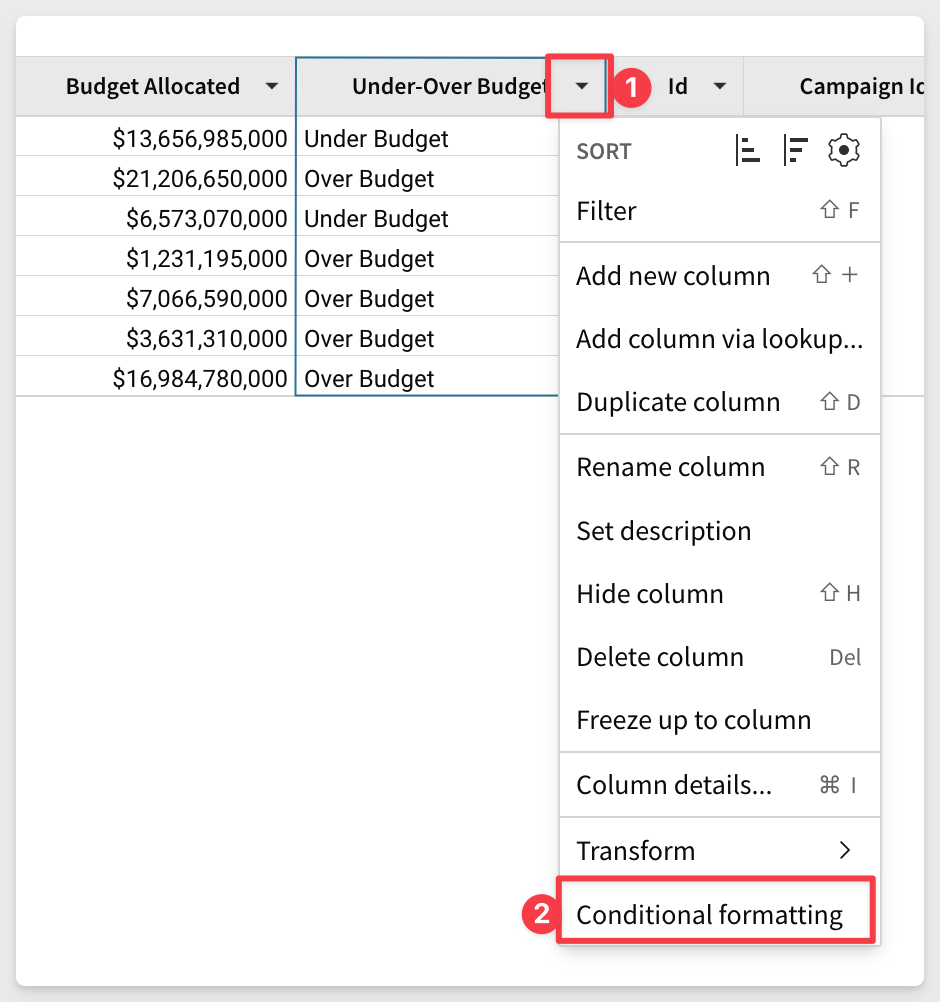 Budget Allocated Under-Over Budget 1 Id Campaign Id
$13,656,985,000 Under Budget
$21,206,650,000 Over Budget
$6,573,070,000 Under Budget
$1,231,195,000 Over Budget
$7,066,590,000 Over Budget
$3,631,310,000 Over Budget
$16,984,780,000 Over Budget
SORT
Filter ⇧ F
Add new column ⇧ +
Add column via lookup...
Duplicate column ⇧ D
Rename column ⇧ R
Set description
Hide column ⇧ H
Delete column Del
Freeze up to column
Column details... ⌘ I
Transform
2 Conditional formatting